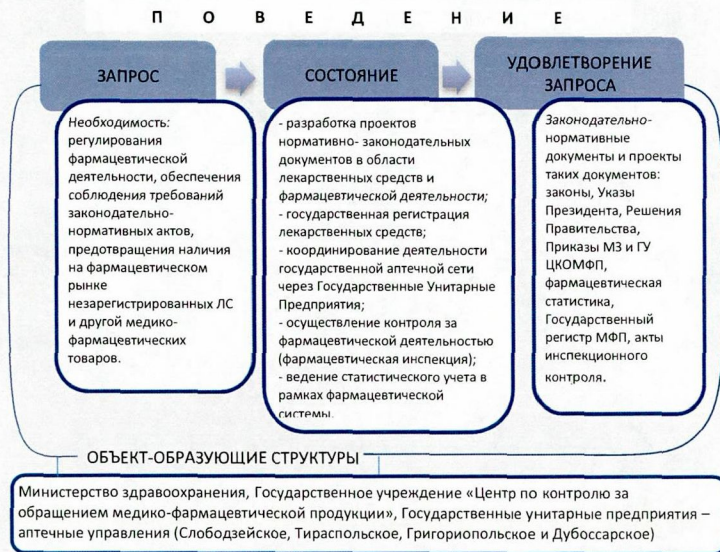 П О В Е Д Е Н И Е
ЗАПРОС
Необходимость:
регулирования
фармацевтической
деятельности, обеспечения
соблюдения требований
законодательно-
нормативных актов,
предотвращения наличия
на фармацевтическом
рынке
незарегистрированных ЛС
и другой медико-
фармацевтических
товаров.
СОСТОЯНИЕ
- разработка проектов
нормативно- законодательных
документов в области
лекарственных средств и
фармацевтической деятельности;
- государственная регистрация
лекарственных средств;
- координирование деятельности
государственной аптечной сети
через Государственные Унитарные
Предприятия;
- осуществление контроля за
фармацевтической деятельностью
(фармацевтическая инспекция);
- ведение статистического учета в
рамках фармацевтической
системы.
УДОВЛЕТВОРЕНИЕ
ЗАПРОСА
Законодательно-
нормативные
документы и проекты
таких документов:
законы, Указы
Президента, Решения
Правительства,
Приказы МЗ и ГУ
ЦКОМФП,
фармацевтическая
статистика,
Государственный
регистр МФП, акты
инспекционного
контроля.
ОБЪЕКТ-ОБРАЗУЮЩИЕ СТРУКТУРЫ
Министерство здравоохранения, Государственное учреждение «Центр по контролю за
обращением медико-фармацевтической продукции», Государственные унитарные предприятия –
аптечные управления (Слободзейское, Тираспольское, Григориопольское и Дубоссарское)